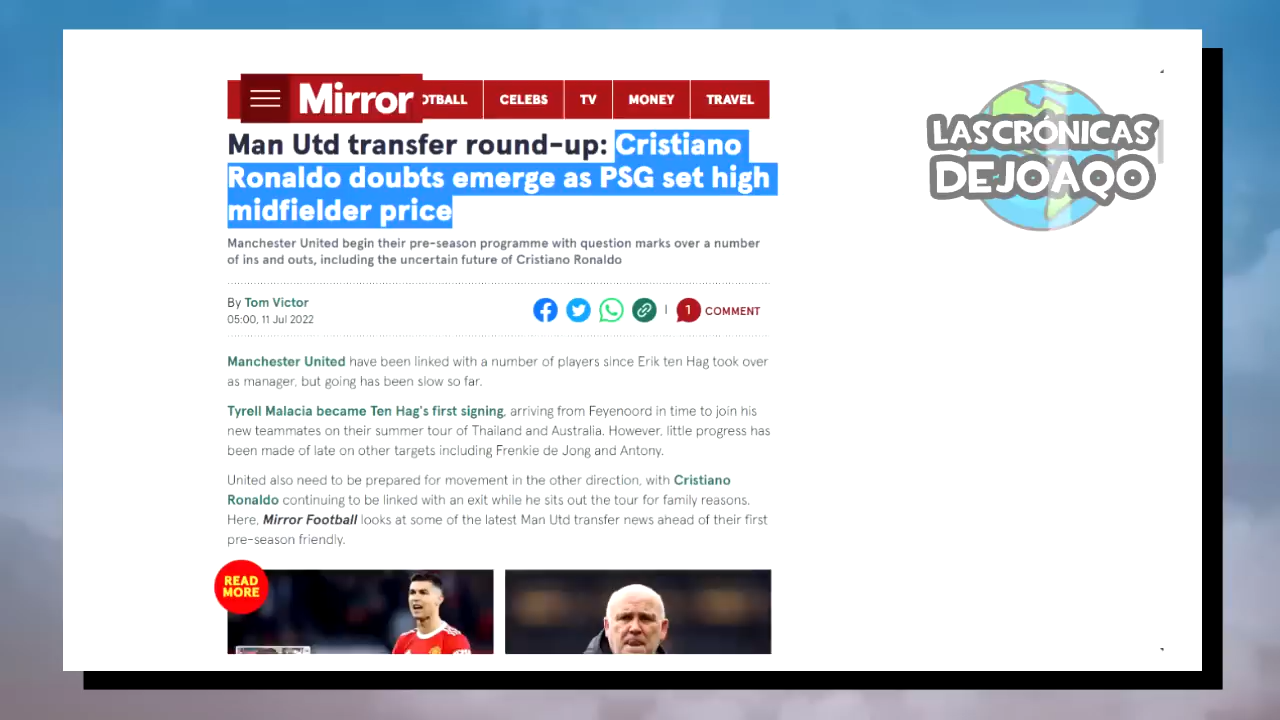 Mirror
OTBALL
CELEBS
TV
MONEY
TRAVEL
LAS CRÓNICAS
DE JOAQO
Man Utd transfer round-up: Cristiano
Ronaldo doubts emerge as PSG set high
midfielder price
Manchester United begin their pre-season programme with question marks over a number
of ins and outs, including the uncertain future of Cristiano Ronaldo
By Tom Victor
05:00, 11 Jul 2022
1 COMMENT
Manchester United have been linked with a number of players since Erik ten Hag took over
as manager, but going has been slow so far.
Tyrell Malacia became Ten Hag's first signing, arriving from Feyenoord in time to join his
new teammates on their summer tour of Thailand and Australia. However, little progress has
been made of late on other targets including Frenkie de Jong and Antony.
United also need to be prepared for movement in the other direction, with Cristiano
Ronaldo continuing to be linked with an exit while he sits out the tour for family reasons.
Here, Mirror Football looks at some of the latest Man Utd transfer news ahead of their first
pre-season friendly.
READ
MORE